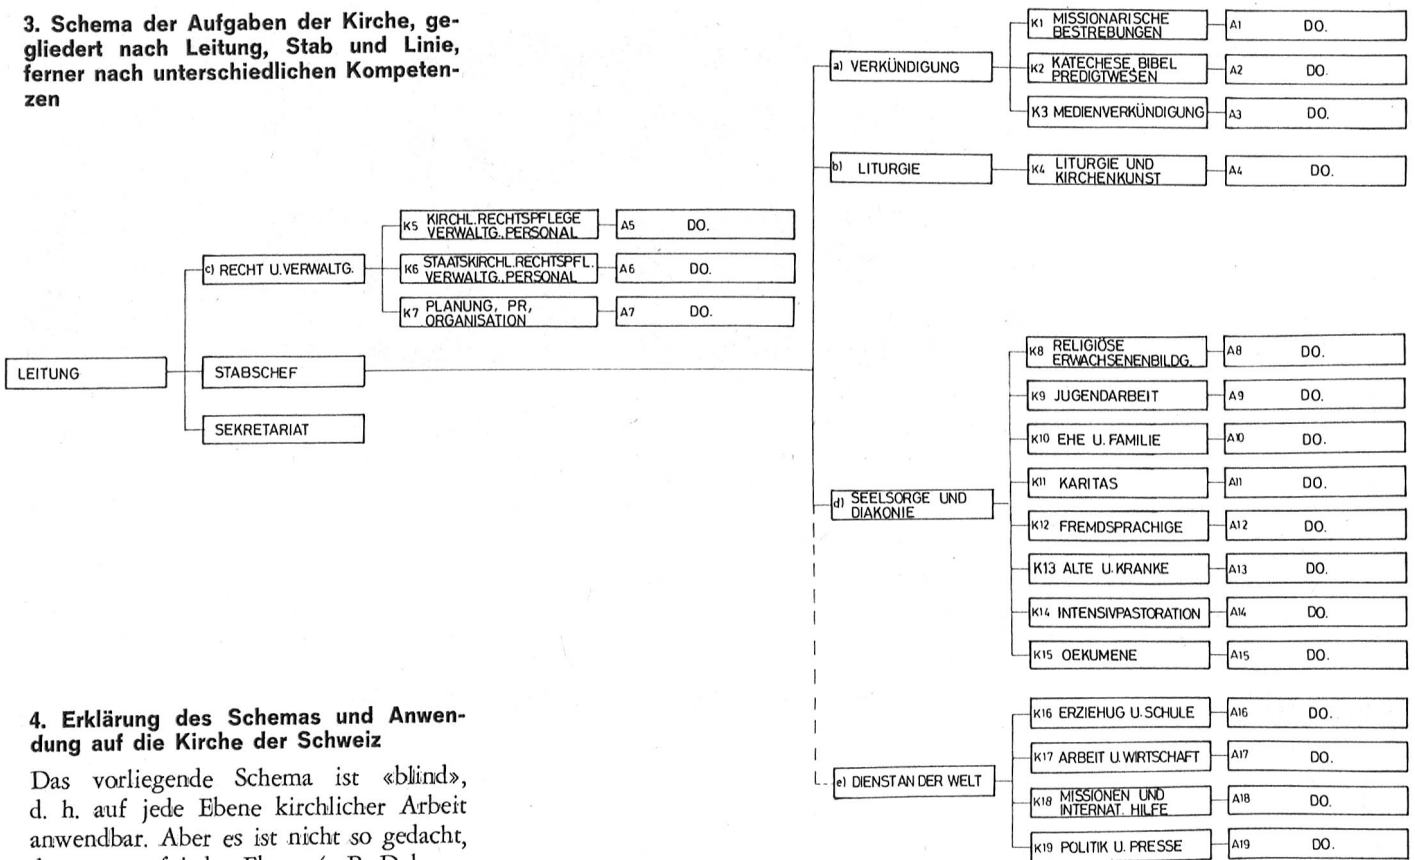 3. Schema der Aufgaben der Kirche, ge-
gliedert nach Leitung, Stab und Linie,
ferner nach unterschiedlichen Kompeten-
zen
LEITUNG
c) RECHT U.VERWALTG.
STABSCHEF
SEKRETARIAT
K5 KIRCHL.RECHTSPFLEGE
VERWALTG.,PERSONAL
A5 DO.
K6 STAATSKIRCHL.RECHTSPFL.
VERWALTG.,PERSONAL
A6 DO.
K7 PLANUNG, PR,
ORGANISATION
A7 DO.
a) VERKÜNDIGUNG
K1 MISSIONARISCHE
BESTREBUNGEN
A1 DO.
K2 KATECHESE, BIBEL
PREDIGTWESEN
A2 DO.
K3 MEDIENVERKÜNDIGUNG
A3 DO.
b) LITURGIE
K4 LITURGIE UND
KIRCHENKUNST
A4 DO.
d) SEELSORGE UND
DIAKONIE
K8 RELIGIÖSE
ERWACHSENENBILDG.
A8 DO.
K9 JUGENDARBEIT
A9 DO.
K10 EHE U. FAMILIE
A10 DO.
K11 KARITAS
A11 DO.
K12 FREMDSPRACHIGE
A12 DO.
K13 ALTE U.KRANKE
A13 DO.
K14 INTENSIVPASTORATION
A14 DO.
K15 OEKUMENE
A15 DO.
e) DIENST AN DER WELT
K16 ERZIEHUG U.SCHULE
A16 DO.
K17 ARBEIT U.WIRTSCHAFT
A17 DO.
K18 MISSIONEN UND
INTERNAT. HILFE
A18 DO.
K19 POLITIK U. PRESSE
A19 DO.
4. Erklärung des Schemas und Anwen-
dung auf die Kirche der Schweiz
Das vorliegende Schema ist «blind»,
d. h. auf jede Ebene kirchlicher Arbeit
anwendbar. Aber es ist nicht so gedacht,